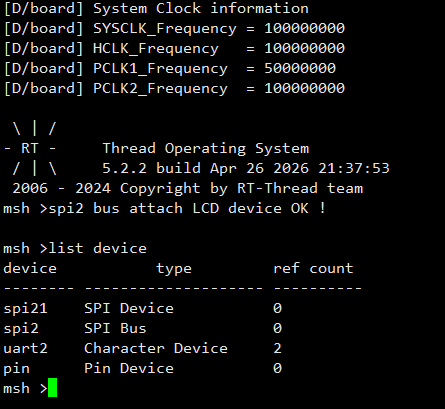 [D/board] System Clock information
[D/board] SYSCLK_Frequency = 100000000
[D/board] HCLK_Frequency   = 100000000
[D/board] PCLK1_Frequency  = 50000000
[D/board] PCLK2_Frequency  = 100000000

 \ | /
- RT -     Thread Operating System
 / | \     5.2.2 build Apr 26 2026 21:37:53
 2006 - 2024 Copyright by RT-Thread team
msh >spi2 bus attach LCD device OK !

msh >list device
device           type         ref count
-------- -------------------- ----------
spi21    SPI Device           0
spi2     SPI Bus              0
uart2    Character Device     2
pin      Pin Device           0
msh >